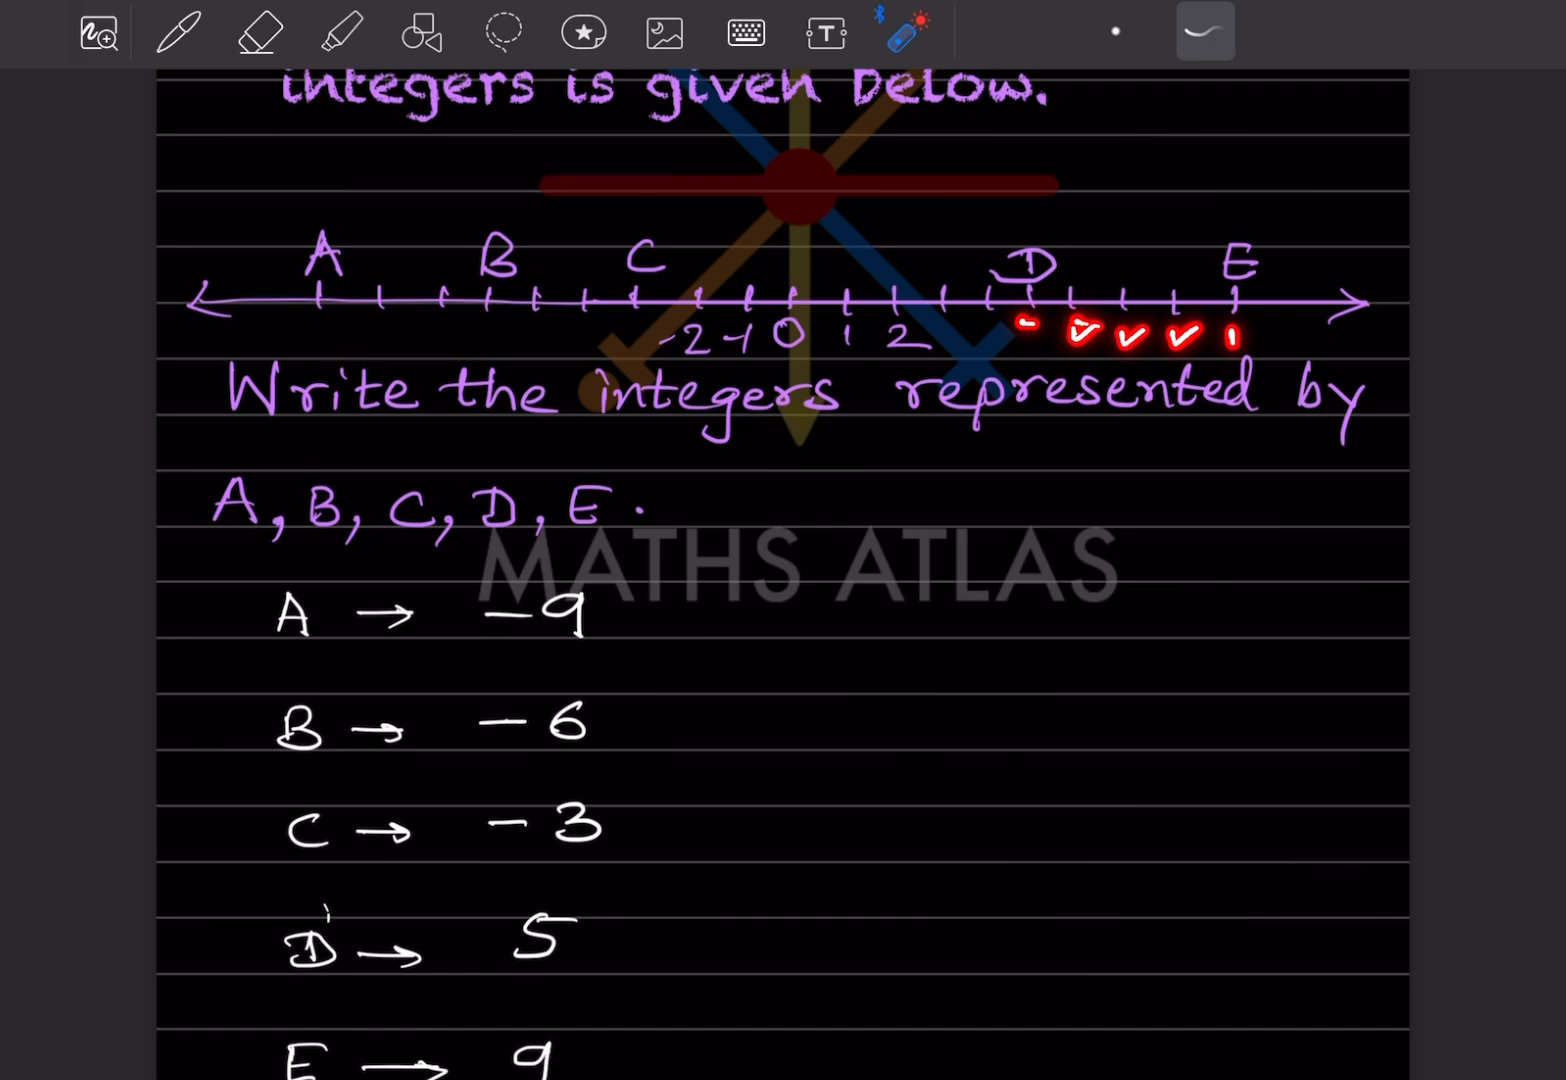 integers is given below.
A B C D E
-2 -1 0 1 2
Write the integers represented by
A, B, C, D, E.
MATHS ATLAS
A → -9
B → -6
C → -3
D → 5
E → 9